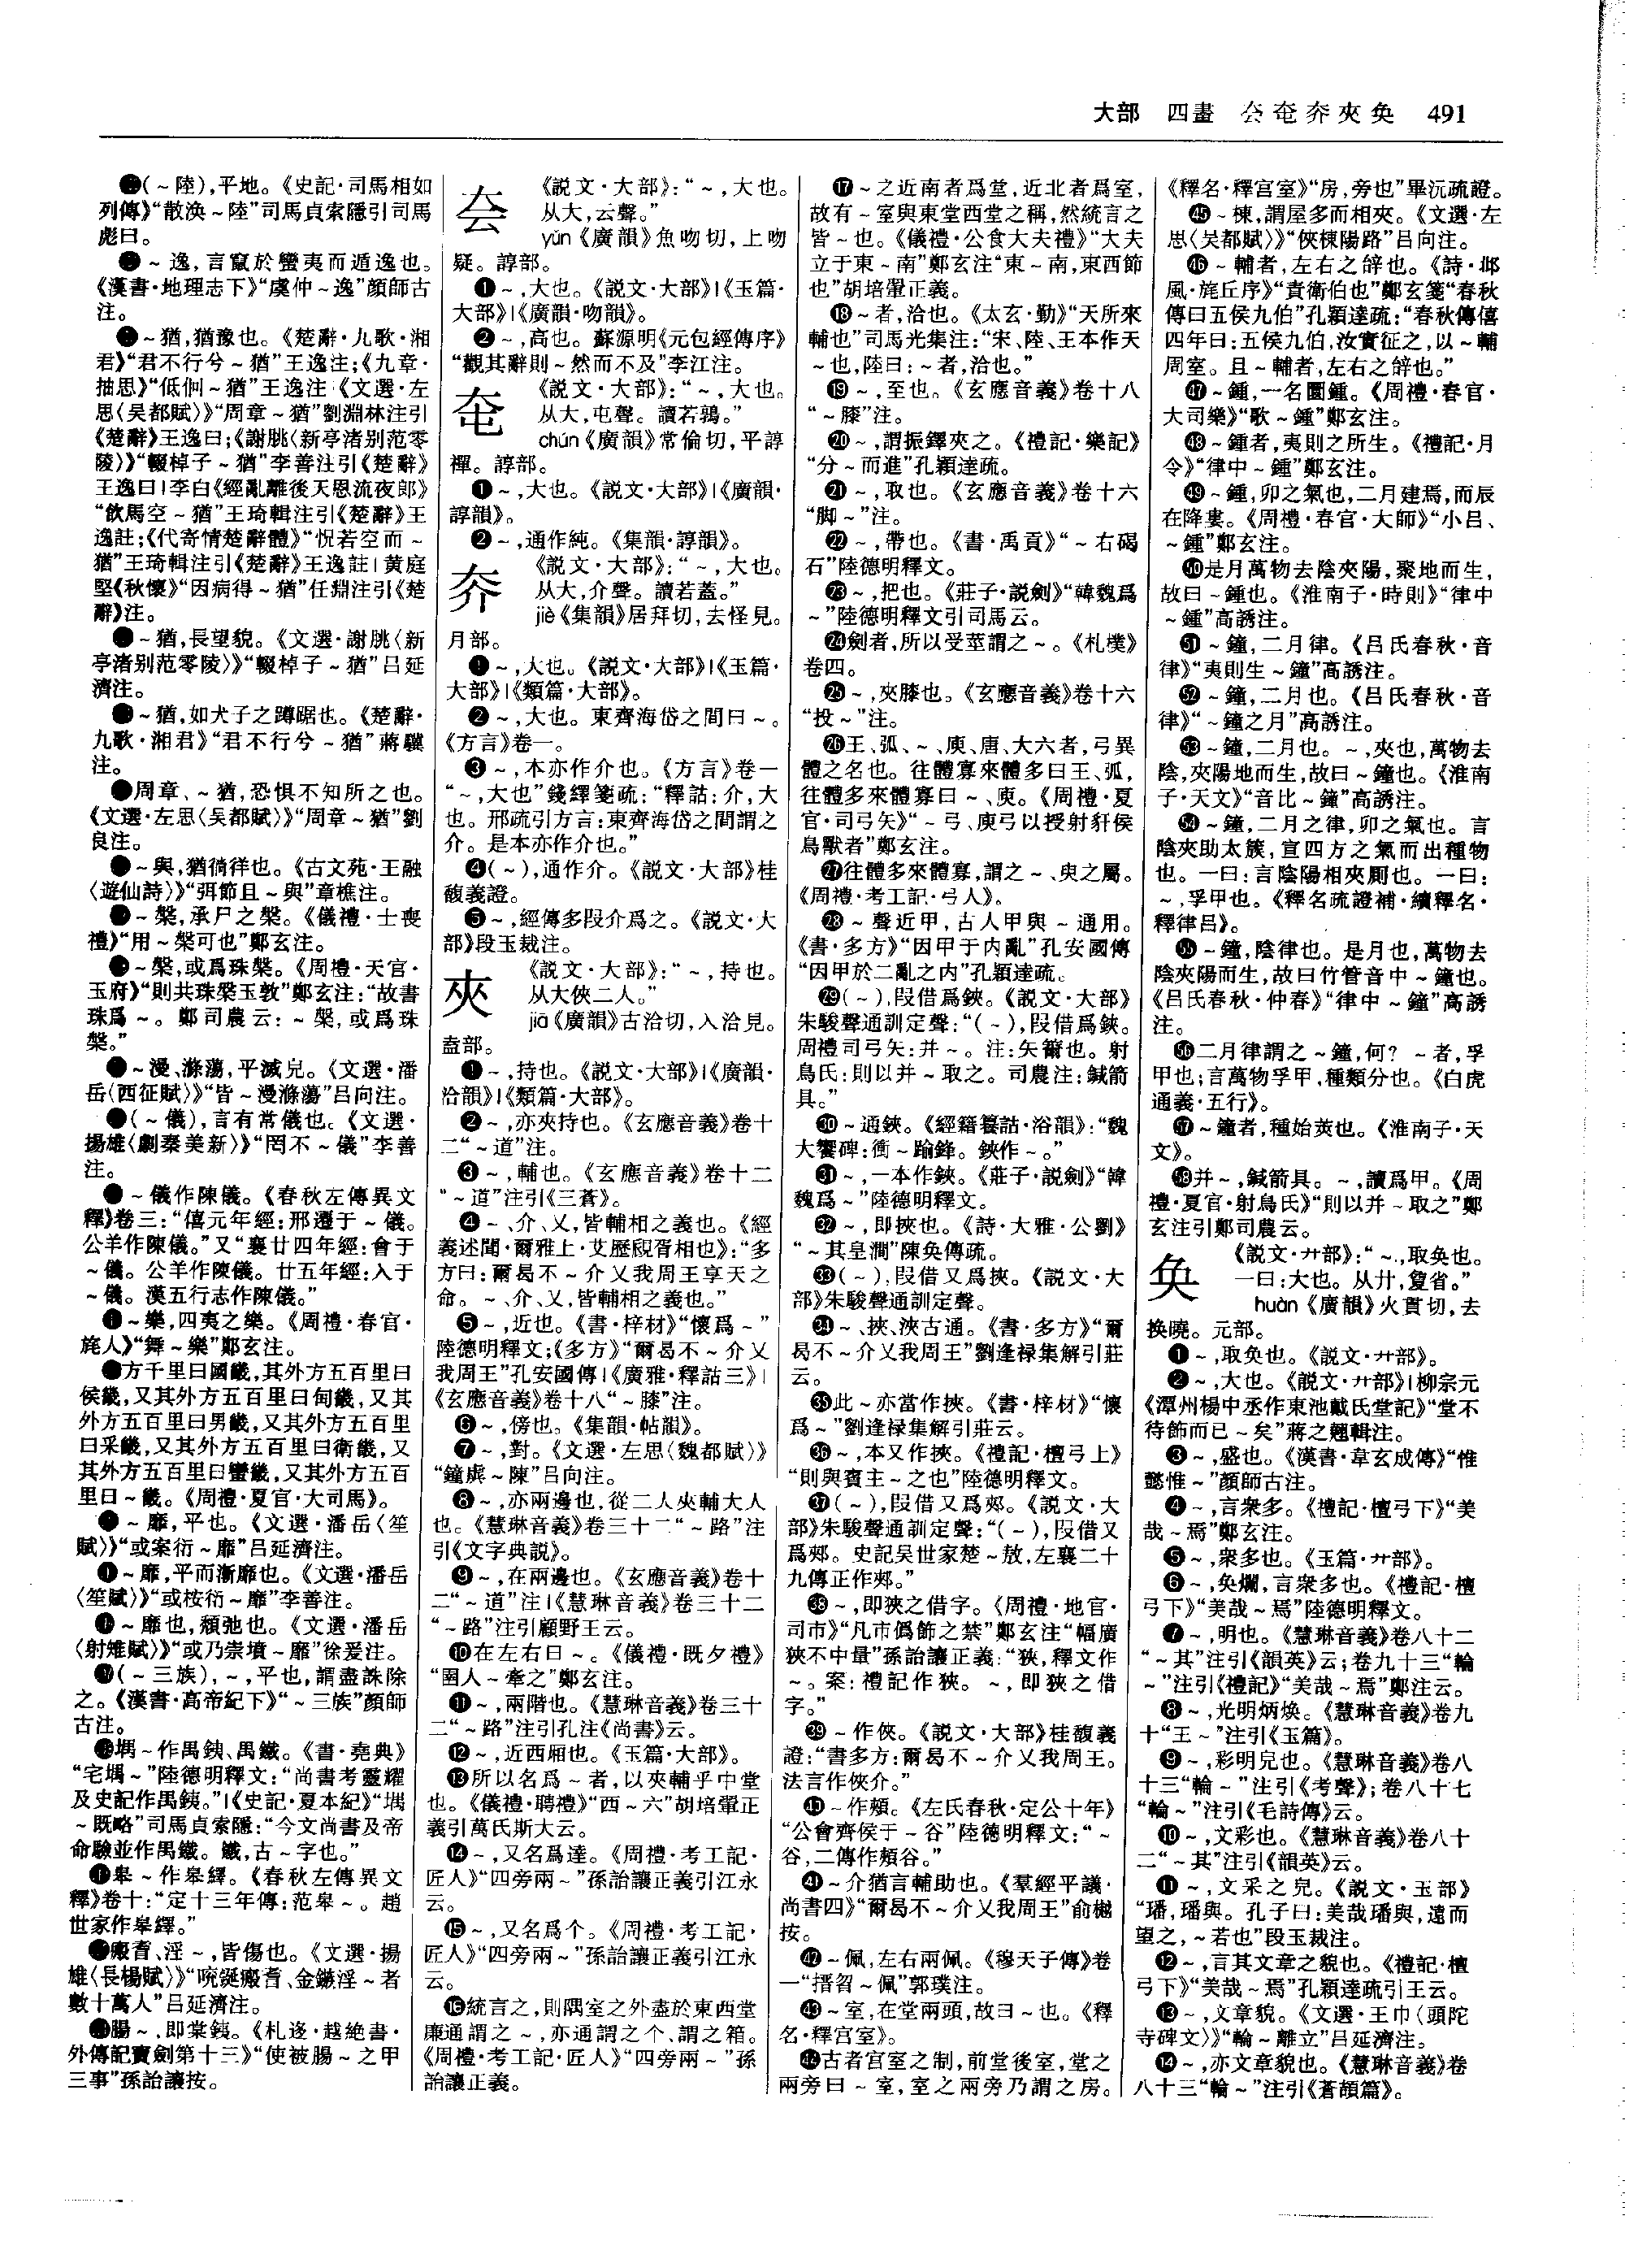 大部 四畫 夽奄奔夾奂 491
(～陸),平地。《史記·司馬相如
列傳》“散渙～陸”司馬貞索隱引司馬
彪曰。
～逸,言竄於蠻夷而遁逸也。
《漢書·地理志下》“虞仲～逸”顔師古
注。
～猶,猶豫也。《楚辭·九歌·湘
君》“君不行兮～猶”王逸注;《九章·
抽思》“低佪～猶”王逸注《文選·左
思〈吴都賦〉》“周章～猶”劉淵林注引
《楚辭》王逸曰;《謝朓〈新亭渚别范零
陵〉》“輟棹子～猶”李善注引《楚辭》
王逸曰|李白《經亂離後天恩流夜郎》
“飲馬空～猶”王琦輯注引《楚辭》王
逸註;《代寄情楚辭體》“怳若空而～
猶”王琦輯注引《楚辭》王逸註|黄庭
堅《秋懷》“因病得～猶”任淵注引《楚
辭》注。
～猶,長望貌。《文選·謝朓〈新
亭渚别范零陵〉》“輟棹子～猶”吕延
濟注。
～猶,如犬子之蹲踞也。《楚辭·
九歌·湘君》“君不行兮～猶”蔣驥
注。
周章、～猶,恐惧不知所之也。
《文選·左思〈吴都賦〉》“周章～猶”劉
良注。
～與,猶徜徉也。《古文苑·王融
〈遊仙詩〉》“弭節且～與”章樵注。
～槃,承尸之槃。《儀禮·士喪
禮》“用～槃可也”鄭玄注。
～槃,或爲珠槃。《周禮·天官·
玉府》“則共珠槃玉敦”鄭玄注:“故書
珠爲～。鄭司農云:～槃,或爲珠
槃。”
～漫、滌蕩,平滅皃。《文選·潘
岳〈西征賦〉》“皆～漫滌蕩”吕向注。
(～儀),言有常儀也。《文選·
揚雄〈劇秦美新〉》“罔不～儀”李善
注。
～儀作陳儀。《春秋左傳異文
釋》卷三:“僖元年經:邢遷于～儀。
公羊作陳儀。”又“襄廿四年經:會于
～儀。公羊作陳儀。廿五年經:入于
～儀。漢五行志作陳儀。”
～樂,四夷之樂。《周禮·春官·
旄人》“舞～樂”鄭玄注。
方千里曰國畿,其外方五百里曰
侯畿,又其外方五百里曰甸畿,又其
外方五百里曰男畿,又其外方五百里
曰采畿,又其外方五百里曰衛畿,又
其外方五百里曰蠻畿,又其外方五百
里曰～畿。《周禮·夏官·大司馬》。
～靡,平也。《文選·潘岳〈笙
賦〉》“或案衍～靡”吕延濟注。
～靡,平而漸靡也。《文選·潘岳
〈笙賦〉》“或桉衍～靡”李善注。
～靡也,頹弛也。《文選·潘岳
〈射雉賦〉》“或乃崇墳～靡”徐爰注。
(～三族),～,平也,謂盡誅除
之。《漢書·高帝紀下》“～三族”顔師
古注。
堣～作禺銕、禺鐵。《書·堯典》
“宅堣～”陸德明釋文:“尚書考靈耀
及史記作禺銕。”|《史記·夏本紀》“堣
～既略”司馬貞索隱:“今文尚書及帝
命驗並作禺鐵。鐵,古～字也。”
皋～作皋繹。《春秋左傳異文
釋》卷十:“定十三年傳:范皋～。趙
世家作皋繹。”
瘢耆、淫～,皆傷也。《文選·揚
雄〈長楊賦〉》“吮鋋瘢耆、金鏃淫～者
數十萬人”吕延濟注。
腸～,即棠銕。《札迻·越絶書·
外傳記寶劍第十三》“使被腸～之甲
三事”孫詒讓按。
夽
《説文·大部》:“～,大也。
从大,云聲。”
yǔn《廣韻》魚吻切,上吻
疑。諄部。
❶～,大也。《説文·大部》|《玉篇·
大部》|《廣韻·吻韻》。
❷～,高也。蘇源明《元包經傳序》
“觀其辭則～然而不及”李江注。
《説文·大部》:“～,大也。
从大,屯聲。讀若鶉。”
chún《廣韻》常倫切,平諄
禪。諄部。
❶～,大也。《説文·大部》|《廣韻·
諄韻》。
❷～,通作純。《集韻·諄韻》。
夰
《説文·大部》:“～,大也。
从大,介聲。讀若蓋。”
jiè《集韻》居拜切,去怪見。
月部。
❶～,大也。《説文·大部》|《玉篇·
大部》|《類篇·大部》。
❷～,大也。東齊海岱之間曰～。
《方言》卷一。
❸～,本亦作介也。《方言》卷一
“～,大也”錢繹箋疏:“釋詁:介,大
也。邢疏引方言:東齊海岱之間謂之
介。是本亦作介也。”
❹(～),通作介。《説文·大部》桂
馥義證。
❺～,經傳多叚介爲之。《説文·大
部》段玉裁注。
夾
《説文·大部》:“～,持也。
从大俠二人。”
jiā《廣韻》古洽切,入洽見。
盍部。
❶～,持也。《説文·大部》|《廣韻·
洽韻》|《類篇·大部》。
❷～,亦夾持也。《玄應音義》卷十
二“～道”注。
❸～,輔也。《玄應音義》卷十二
“～道”注引《三蒼》。
❹～、介、乂,皆輔相之義也。《經
義述聞·爾雅上·艾歷覛胥相也》:“多
方曰:爾曷不～介乂我周王享天之
命。～、介、乂,皆輔相之義也。”
❺～,近也。《書·梓材》“懷爲～”
陸德明釋文;《多方》“爾曷不～介乂
我周王”孔安國傳|《廣雅·釋詁三》|
《玄應音義》卷十八“～膝”注。
❻～,傍也。《集韻·帖韻》。
❼～,對。《文選·左思〈魏都賦〉》
“鐘虡～陳”吕向注。
❽～,亦兩邊也,從二人夾輔大人
也。《慧琳音義》卷三十二“～路”注
引《文字典説》。
❾～,在兩邊也。《玄應音義》卷十
二“～道”注|《慧琳音義》卷三十二
“～路”注引顧野王云。
❿在左右曰～。《儀禮·既夕禮》
“圉人～牽之”鄭玄注。
⓫～,兩階也。《慧琳音義》卷三十
二“～路”注引孔注《尚書》云。
⓬～,近西厢也。《玉篇·大部》。
⓭所以名爲～者,以夾輔乎中堂
也。《儀禮·聘禮》“西～六”胡培翬正
義引萬氏斯大云。
⓮～,又名爲達。《周禮·考工記·
匠人》“四旁兩～”孫詒讓正義引江永
云。
⓯～,又名爲个。《周禮·考工記·
匠人》“四旁兩～”孫詒讓正義引江永
云。
⓰統言之,則隅室之外盡於東西堂
廉通謂之～,亦通謂之个、謂之箱。
《周禮·考工記·匠人》“四旁兩～”孫
詒讓正義。
⓱～之近南者爲堂,近北者爲室,
故有～室與東堂西堂之稱,然統言之
皆～也。《儀禮·公食大夫禮》“大夫
立于東～南”鄭玄注“東～南,東西節
也”胡培翬正義。
⓲～者,洽也。《太玄·勤》“天所來
輔也”司馬光集注:“宋、陸、王本作天
～也,陸曰:～者,洽也。”
⓳～,至也。《玄應音義》卷十八
“～膝”注。
⓴～,謂振鐸夾之。《禮記·樂記》
“分～而進”孔穎達疏。
㉑～,取也。《玄應音義》卷十六
“脚～”注。
㉒～,帶也。《書·禹貢》“～右碣
石”陸德明釋文。
㉓～,把也。《莊子·説劍》“韓魏爲
～”陸德明釋文引司馬云。
㉔劍者,所以受莖謂之～。《札樸》
卷四。
㉕～,夾膝也。《玄應音義》卷十六
“投～”注。
㉖王、弧、～、庾、唐、大六者,弓異
體之名也。往體寡來體多曰王、弧,
往體多來體寡曰～、庾。《周禮·夏
官·司弓矢》“～弓、庾弓以授射豻侯
鳥獸者”鄭玄注。
㉗往體多來體寡,謂之～、臾之屬。
《周禮·考工記·弓人》。
㉘～聲近甲,古人甲與～通用。
《書·多方》“因甲于内亂”孔安國傳
“因甲於二亂之内”孔穎達疏。
㉙(～),叚借爲鋏。《説文·大部》
朱駿聲通訓定聲:“(～),叚借爲鋏。
周禮司弓矢:并～。注:矢籋也。射
鳥氏:則以并～取之。司農注:鍼箭
具。”
㉚～通鋏。《經籍籑詁·洽韻》:“魏
大饗碑:衝～踰鋒。鋏作～。”
㉛～,一本作鋏。《莊子·説劍》“韓
魏爲～”陸德明釋文。
㉜～,即挾也。《詩·大雅·公劉》
“～其皇澗”陳奂傳疏。
㉝(～),叚借又爲挾。《説文·大
部》朱駿聲通訓定聲。
㉞～、挾、浹古通。《書·多方》“爾
曷不～介乂我周王”劉逢禄集解引莊
云。
㉟此～亦當作挾。《書·梓材》“懷
爲～”劉逢禄集解引莊云。
㊱～,本又作挾。《禮記·檀弓上》
“則與賓主～之也”陸德明釋文。
㊲(～),叚借又爲郟。《説文·大
部》朱駿聲通訓定聲:“(～),叚借又
爲郟。史記吴世家楚～敖,左襄二十
九傳正作郟。”
㊳～,即狹之借字。《周禮·地官·
司市》“凡市僞飾之禁”鄭玄注“幅廣
狹不中量”孫詒讓正義:“狹,釋文作
～。案:禮記作狹。～,即狹之借
字。”
㊴～作俠。《説文·大部》桂馥義
證:“書多方:爾曷不～介乂我周王。
法言作俠介。”
～作頰。《左氏春秋·定公十年》
“公會齊侯于～谷”陸德明釋文:“～
谷,二傳作頰谷。”
㊶～介猶言輔助也。《羣經平議·
尚書四》“爾曷不～介乂我周王”俞樾
按。
㊷～佩,左右兩佩。《穆天子傳》卷
一“搢曶～佩”郭璞注。
㊸～室,在堂兩頭,故曰～也。《釋
名·釋宫室》。
古者宫室之制,前堂後室,堂之
兩旁曰～室,室之兩旁乃謂之房。
《釋名·釋宫室》“房,旁也”畢沅疏證。
㊺～棟,謂屋多而相夾。《文選·左
思〈吴都賦〉》“俠棟陽路”吕向注。
㊻～輔者,左右之辭也。《詩·邶
風·旄丘序》“責衛伯也”鄭玄箋“春秋
傳曰五侯九伯”孔穎達疏:“春秋傳僖
四年曰:五侯九伯,汝實征之,以～輔
周室。且～輔者,左右之辭也。”
㊼～鍾,一名圜鍾。《周禮·春官·
大司樂》“歌～鍾”鄭玄注。
㊽～鍾者,夷則之所生。《禮記·月
令》“律中～鍾”鄭玄注。
㊾～鍾,卯之氣也,二月建焉,而辰
在降婁。《周禮·春官·大師》“小吕、
～鍾”鄭玄注。
㊿是月萬物去陰夾陽,聚地而生,
故曰～鍾也。《淮南子·時則》“律中
～鍾”高誘注。
51～鐘,二月律。《吕氏春秋·音
律》“夷則生～鐘”高誘注。
52～鐘,二月也。《吕氏春秋·音
律》“～鐘之月”高誘注。
53～鐘,二月也。～,夾也,萬物去
陰,夾陽地而生,故曰～鐘也。《淮南
子·天文》“音比～鐘”高誘注。
54～鐘,二月之律,卯之氣也。言
陰夾助太簇,宣四方之氣而出種物
也。一曰:言陰陽相夾厠也。一曰:
～,孚甲也。《釋名疏證補·續釋名·
釋律吕》。
55～鐘,陰律也。是月也,萬物去
陰夾陽而生,故曰竹管音中～鐘也。
《吕氏春秋·仲春》“律中～鐘”高誘
注。
56二月律謂之～鐘,何?～者,孚
甲也;言萬物孚甲,種類分也。《白虎
通義·五行》。
57～鐘者,種始莢也。《淮南子·天
文》。
58并～,鍼箭具。～,讀爲甲。《周
禮·夏官·射鳥氏》“則以并～取之”鄭
玄注引鄭司農云。
奂
《説文·廾部》:“～,取奂也。
一曰:大也。从廾,敻省。”
huàn《廣韻》火貫切,去
换曉。元部。
❶～,取奂也。《説文·廾部》。
❷～,大也。《説文·廾部》|柳宗元
《潭州楊中丞作東池戴氏堂記》“堂不
待飾而已～矣”蔣之翹輯注。
❸～,盛也。《漢書·韋玄成傳》“惟
懿惟～”顔師古注。
❹～,言衆多。《禮記·檀弓下》“美
哉～焉”鄭玄注。
❺～,衆多也。《玉篇·廾部》。
❻～,奂爛,言衆多也。《禮記·檀
弓下》“美哉～焉”陸德明釋文。
❼～,明也。《慧琳音義》卷八十二
“～其”注引《韻英》云;卷九十三“輪
～”注引《禮記》“美哉～焉”鄭注云。
❽～,光明炳焕。《慧琳音義》卷九
十“王～”注引《玉篇》。
❾～,彩明皃也。《慧琳音義》卷八
十三“輪～”注引《考聲》;卷八十七
“輪～”注引《毛詩傳》云。
❿～,文彩也。《慧琳音義》卷八十
二“～其”注引《韻英》云。
⓫～,文采之皃。《説文·玉部》
“璠,璠與。孔子曰:美哉璠與,遠而
望之,～若也”段玉裁注。
⓬～,言其文章之貌也。《禮記·檀
弓下》“美哉～焉”孔穎達疏引王云。
⓭～,文章貌。《文選·王巾〈頭陀
寺碑文〉》“輪～離立”吕延濟注。
⓮～,亦文章貌也。《慧琳音義》卷
八十三“輪～”注引《蒼頡篇》。